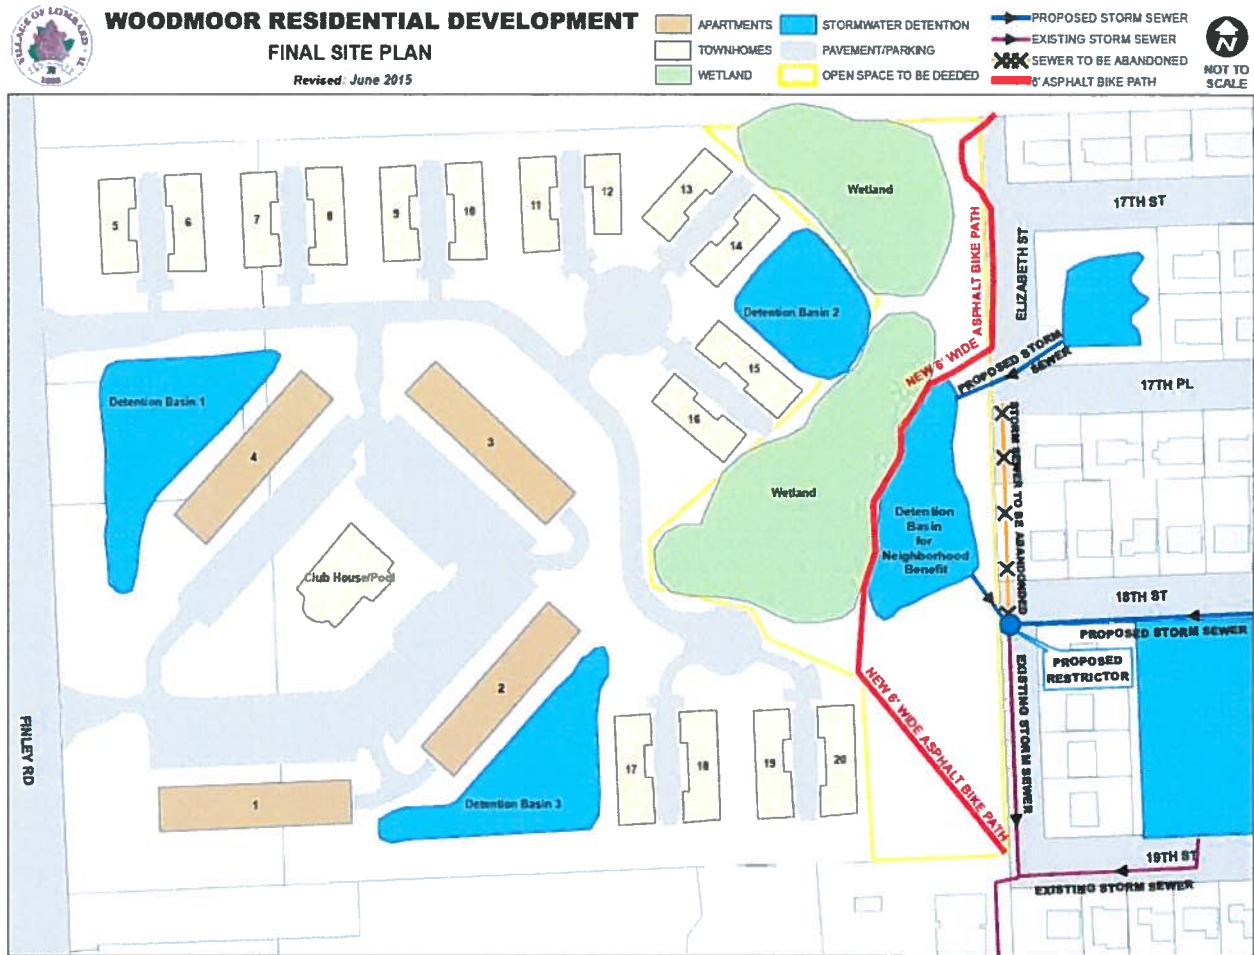 VILLAGE OF LOMBARD IL
1869
WOODMOOR RESIDENTIAL DEVELOPMENT
FINAL SITE PLAN
Revised: June 2015
APARTMENTS
TOWNHOMES
WETLAND
STORMWATER DETENTION
PAVEMENT/PARKING
OPEN SPACE TO BE DEEDED
PROPOSED STORM SEWER
EXISTING STORM SEWER
SEWER TO BE ABANDONED
6' ASPHALT BIKE PATH
N
NOT TO
SCALE
5
6
7
8
9
10
11
12
13
14
15
16
Wetland
17TH ST
ELIZABETH ST
NEW 6' WIDE ASPHALT BIKE PATH
Detention Basin 2
PROPOSED STORM
SEWER
17TH PL
Detention Basin 1
4
3
Wetland
Detention
Basin
for
Neighborhood
Benefit
STORM SEWER TO BE ABANDONED
Club House/Pool
18TH ST
PROPOSED STORM SEWER
PROPOSED
RESTRICTOR
2
NEW 6' WIDE ASPHALT BIKE PATH
EXISTING STORM SEWER
FINLEY RD
17
18
19
20
1
Detention Basin 3
19TH ST
EXISTING STORM SEWER